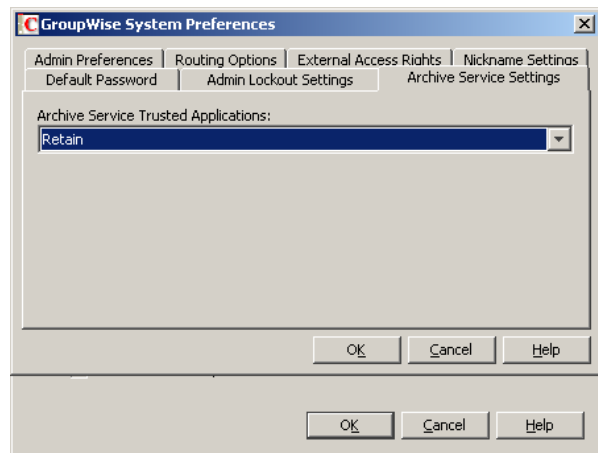 GroupWise System Preferences
Admin Preferences Routing Options External Access Rights Nickname Settings
Default Password Admin Lockout Settings Archive Service Settings
Archive Service Trusted Applications:
Retain
OK Cancel Help
OK Cancel Help